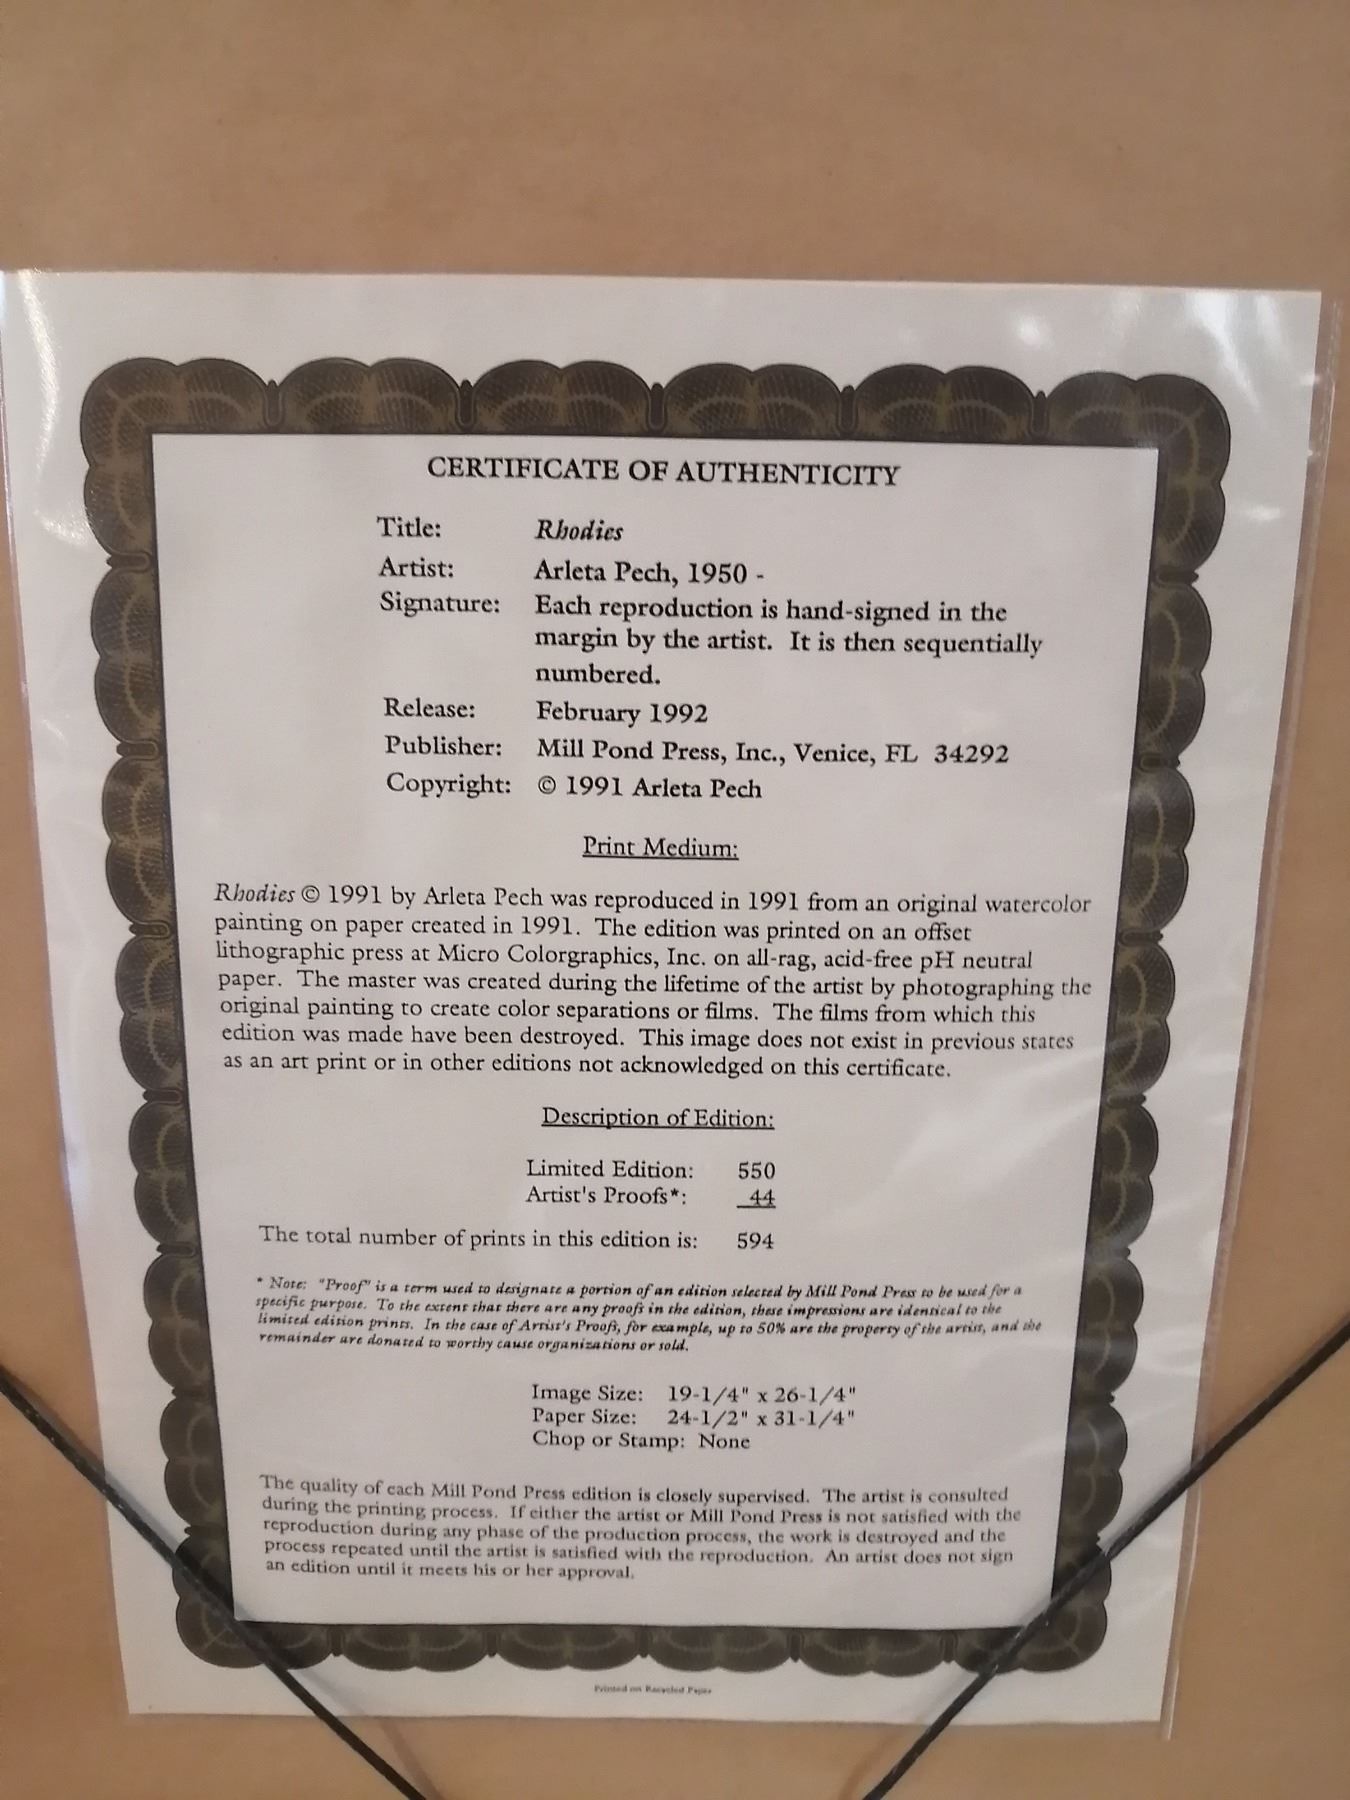 CERTIFICATE OF AUTHENTICITY
Title: Rhodies
Artist: Arleta Pech, 1950 -
Signature: Each reproduction is hand-signed in the
margin by the artist. It is then sequentially
numbered.
Release: February 1992
Publisher: Mill Pond Press, Inc., Venice, FL 34292
Copyright: © 1991 Arleta Pech
Print Medium:
Rhodies © 1991 by Arleta Pech was reproduced in 1991 from an original watercolor
painting on paper created in 1991. The edition was printed on an offset
lithographic press at Micro Colorgraphics, Inc. on all-rag, acid-free pH neutral
paper. The master was created during the lifetime of the artist by photographing the
original painting to create color separations or films. The films from which this
edition was made have been destroyed. This image does not exist in previous states
as an art print or in other editions not acknowledged on this certificate.
Description of Edition:
Limited Edition: 550
Artist's Proofs*: 44
The total number of prints in this edition is: 594
* Note: "Proof" is a term used to designate a portion of an edition selected by Mill Pond Press to be used for a
specific purpose. To the extent that there are any proofs in the edition, these impressions are identical to the
limited edition prints. In the case of Artist's Proofs, for example, up to 50% are the property of the artist, and the
remainder are donated to worthy cause organizations or sold.
Image Size: 19-1/4" x 26-1/4"
Paper Size: 24-1/2" x 31-1/4"
Chop or Stamp: None
The quality of each Mill Pond Press edition is closely supervised. The artist is consulted
during the printing process. If either the artist or Mill Pond Press is not satisfied with the
reproduction during any phase of the production process, the work is destroyed and the
process repeated until the artist is satisfied with the reproduction. An artist does not sign
an edition until it meets his or her approval.
Printed on Recycled Paper